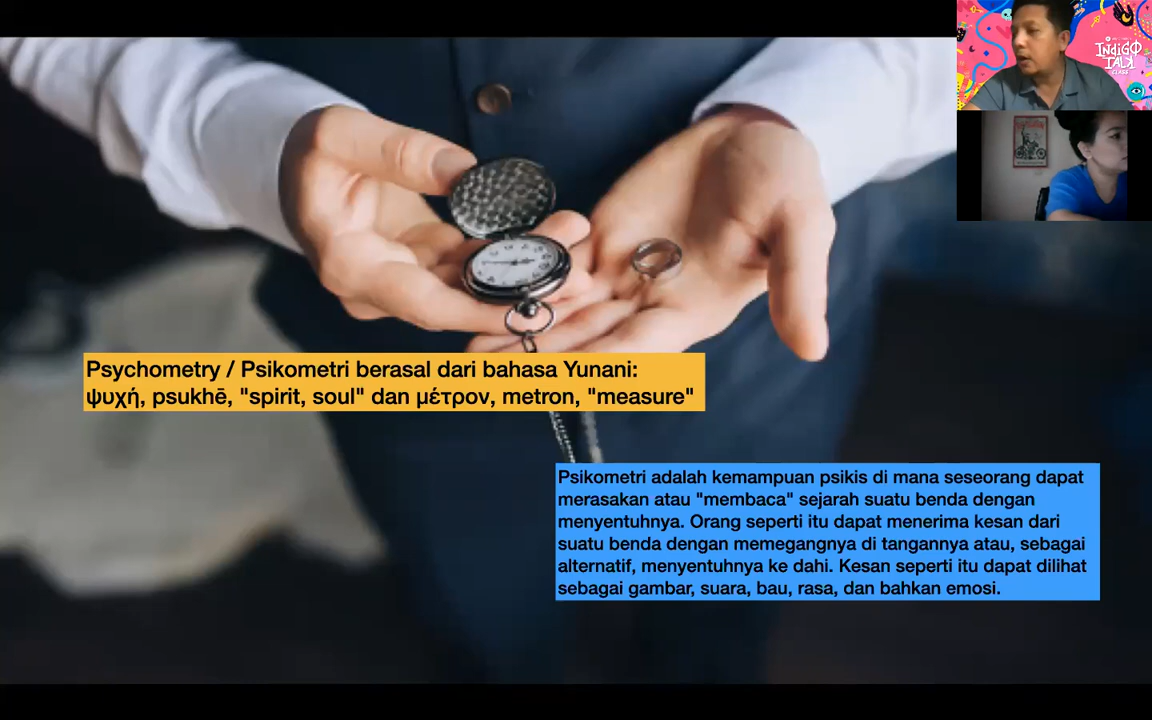 Psychometry / Psikometri berasal dari bahasa Yunani:
ψυχή, psukhē, "spirit, soul" dan μέτρον, metron, "measure"
Psikometri adalah kemampuan psikis di mana seseorang dapat
merasakan atau "membaca" sejarah suatu benda dengan
menyentuhnya. Orang seperti itu dapat menerima kesan dari
suatu benda dengan memegangnya di tangannya atau, sebagai
alternatif, menyentuhnya ke dahi. Kesan seperti itu dapat dilihat
sebagai gambar, suara, bau, rasa, dan bahkan emosi.
INDIGO
TALK
CLASS